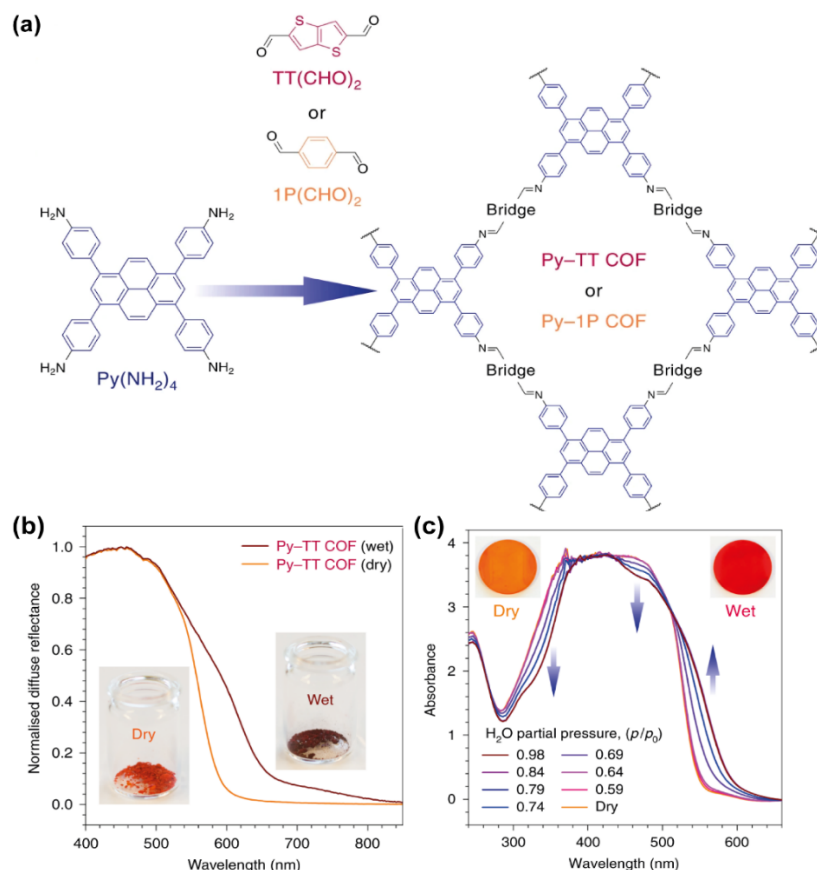 (a)
O
S
S
O
TT(CHO)2
or
O
O
1P(CHO)2
H2N
NH2
H2N
NH2
Py(NH2)4
N
Bridge
N
Bridge
Py–TT COF
or
Py–1P COF
N
Bridge
N
Bridge
(b)
Normalised diffuse reflectance
1.0
0.8
0.6
0.4
0.2
0.0
Py–TT COF (wet)
Py–TT COF (dry)
Wet
Dry
400
500
600
700
800
Wavelength (nm)
(c)
Absorbance
4
3
2
1
0
Dry
Wet
H2O partial pressure, (p/p0)
0.98
0.69
0.84
0.64
0.79
0.59
0.74
Dry
300
400
500
600
Wavelength (nm)